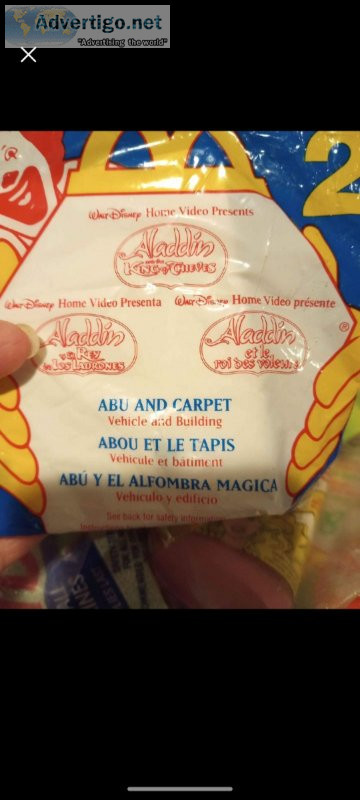 Advertigo.net
"Advertising the world"
2
Walt Disney Home Video Presents
Aladdin
AND THE
KING OF THIEVES
Walt Disney Home Video Presenta Walt Disney Home Video présente
Aladdin
y el REY
de los LADRONES
Aladdin
et le
roi des voleurs
®
ABU AND CARPET
Vehicle and Building
ABOU ET LE TAPIS
Véhicule et bâtiment
ABÚ Y EL ALFOMBRA MAGICA
Vehículo y edificio
See back for safety information